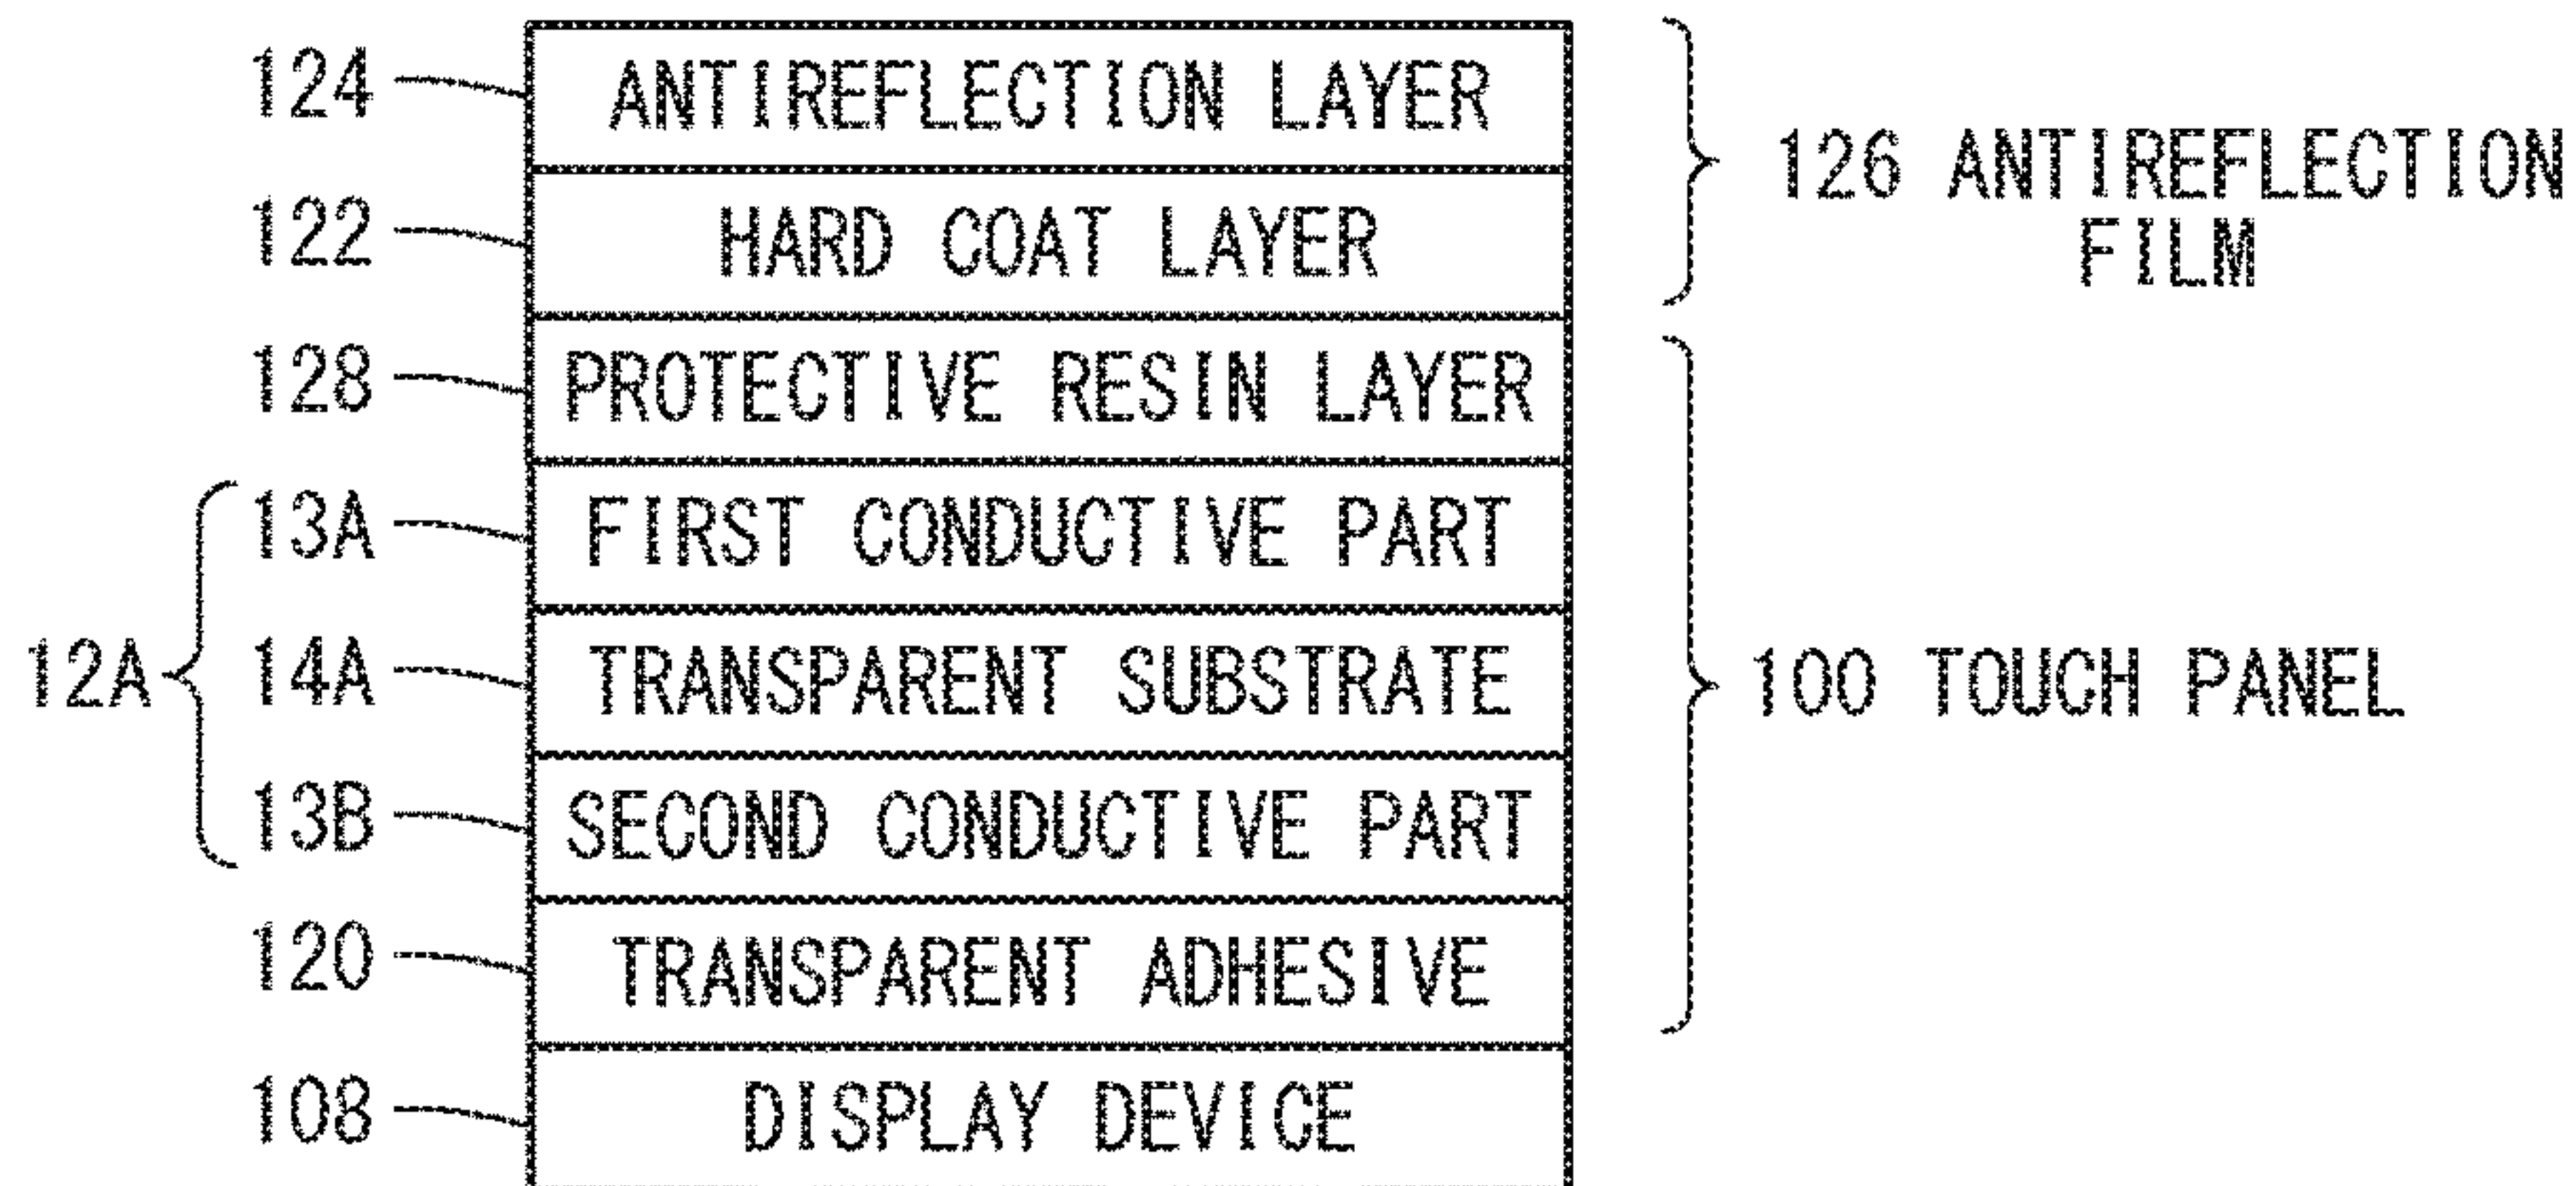 124 ANTIREFLECTION LAYER
122 HARD COAT LAYER
126 ANTIREFLECTION
FILM
128 PROTECTIVE RESIN LAYER
13A FIRST CONDUCTIVE PART
12A 14A TRANSPARENT SUBSTRATE 100 TOUCH PANEL
13B SECOND CONDUCTIVE PART
120 TRANSPARENT ADHESIVE
108 DISPLAY DEVICE